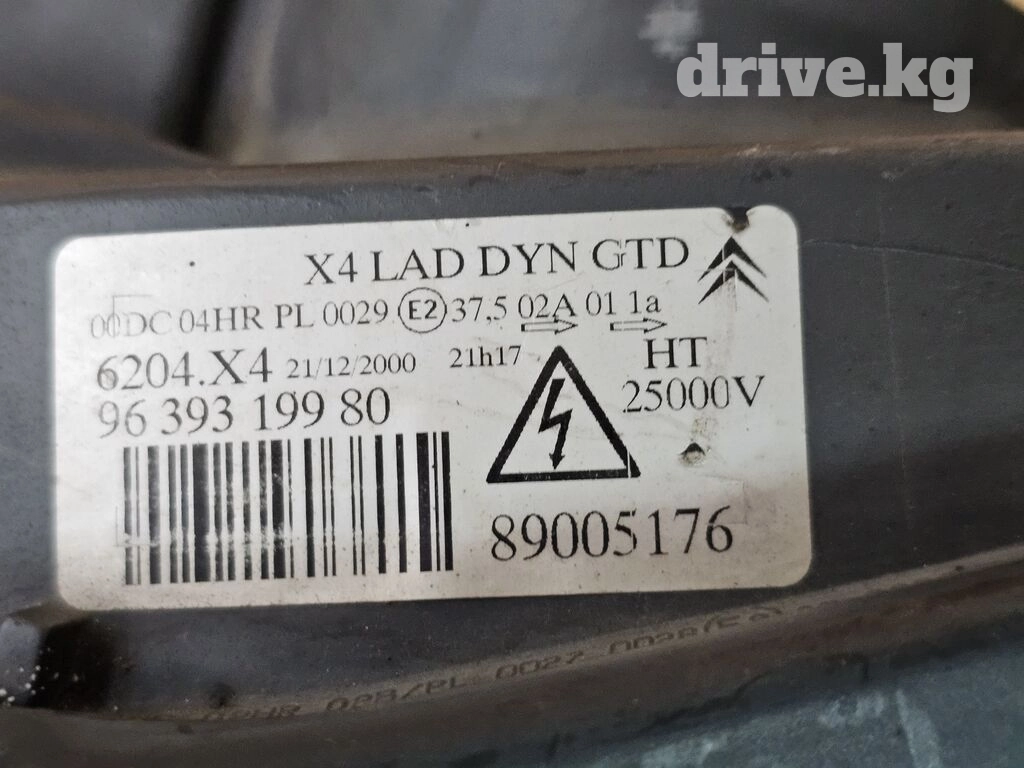 drive.kg
X4 LAD DYN GTD
00DC 04HR PL 0029 E2 37,5 02A 01 1a
6204.X4 21/12/2000 21h17 HT
96 393 199 80 25000V
89005176